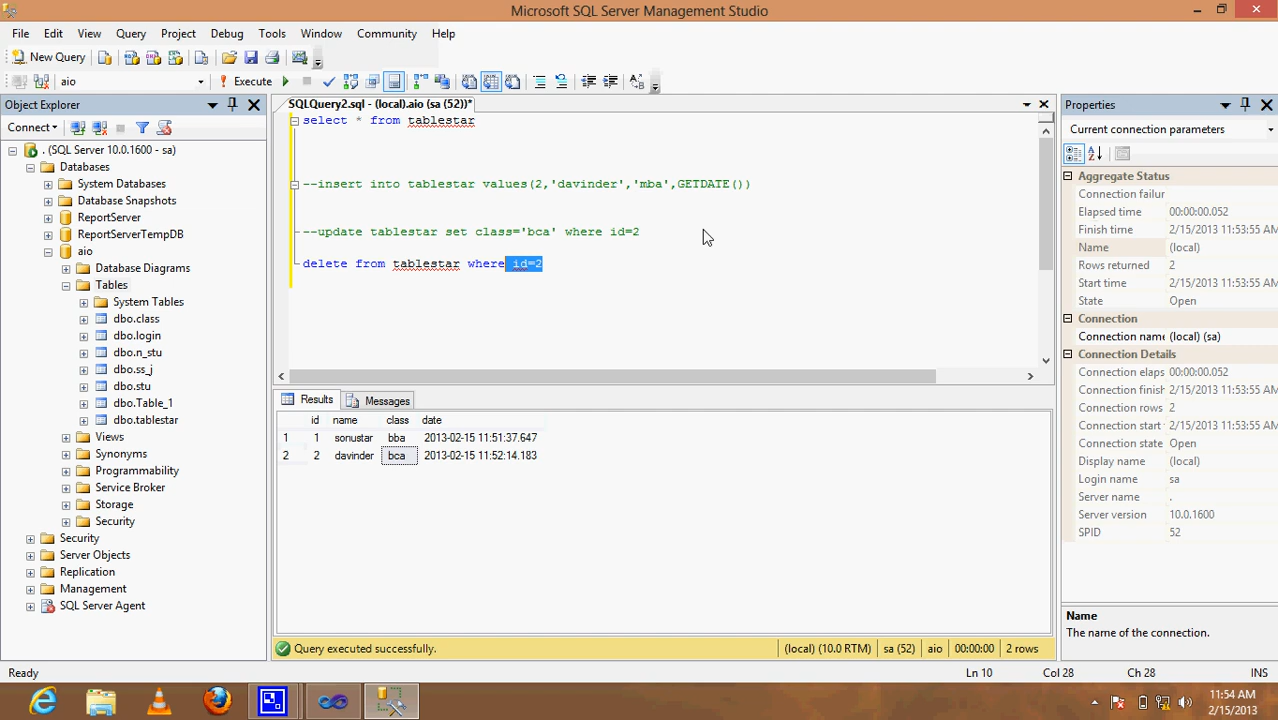 Microsoft SQL Server Management Studio
File Edit View Query Project Debug Tools Window Community Help
New Query
aio Execute
Object Explorer
Connect
. (SQL Server 10.0.1600 - sa)
Databases
System Databases
Database Snapshots
ReportServer
ReportServerTempDB
aio
Database Diagrams
Tables
System Tables
dbo.class
dbo.login
dbo.n_stu
dbo.ss_j
dbo.stu
dbo.Table_1
dbo.tablestar
Views
Synonyms
Programmability
Service Broker
Storage
Security
Security
Server Objects
Replication
Management
SQL Server Agent
SQLQuery2.sql - (local).aio (sa (52))*
select * from tablestar
--insert into tablestar values(2,'davinder','mba',GETDATE())
--update tablestar set class='bca' where id=2
delete from tablestar where id=2
Results Messages
id name class date
1 1 sonustar bba 2013-02-15 11:51:37.647
2 2 davinder bca 2013-02-15 11:52:14.183
Query executed successfully. (local) (10.0 RTM) sa (52) aio 00:00:00 2 rows
Properties
Current connection parameters
Aggregate Status
Connection failur
Elapsed time 00:00:00.052
Finish time 2/15/2013 11:53:55 A
Name (local)
Rows returned 2
Start time 2/15/2013 11:53:55 A
State Open
Connection
Connection name (local) (sa)
Connection Details
Connection elaps 00:00:00.052
Connection finish 2/15/2013 11:53:55 A
Connection rows 2
Connection start 2/15/2013 11:53:55 A
Connection state Open
Display name (local)
Login name sa
Server name .
Server version 10.0.1600
SPID 52
Name
The name of the connection.
Ready Ln 10 Col 28 Ch 28 INS
11:54 AM
2/15/2013